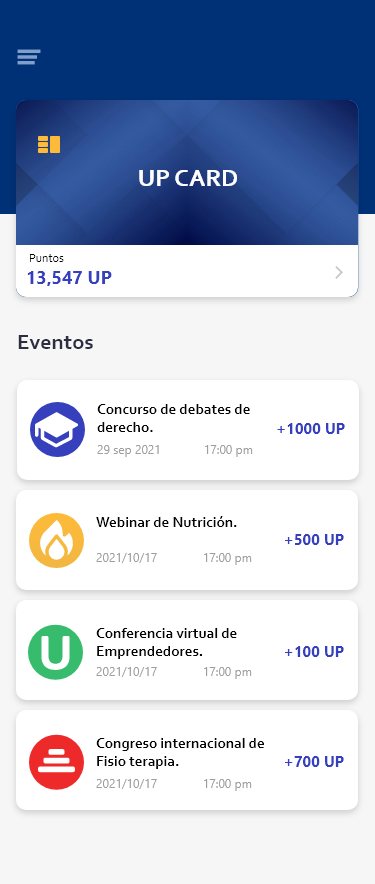 UP CARD
Puntos
13,547 UP
Eventos
Concurso de debates de
derecho.
+1000 UP
29 sep 2021 17:00 pm
Webinar de Nutrición.
+500 UP
2021/10/17 17:00 pm
Conferencia virtual de
Emprendedores.
+100 UP
2021/10/17 17:00 pm
U
Congreso internacional de
Fisio terapia.
+700 UP
2021/10/17 17:00 pm